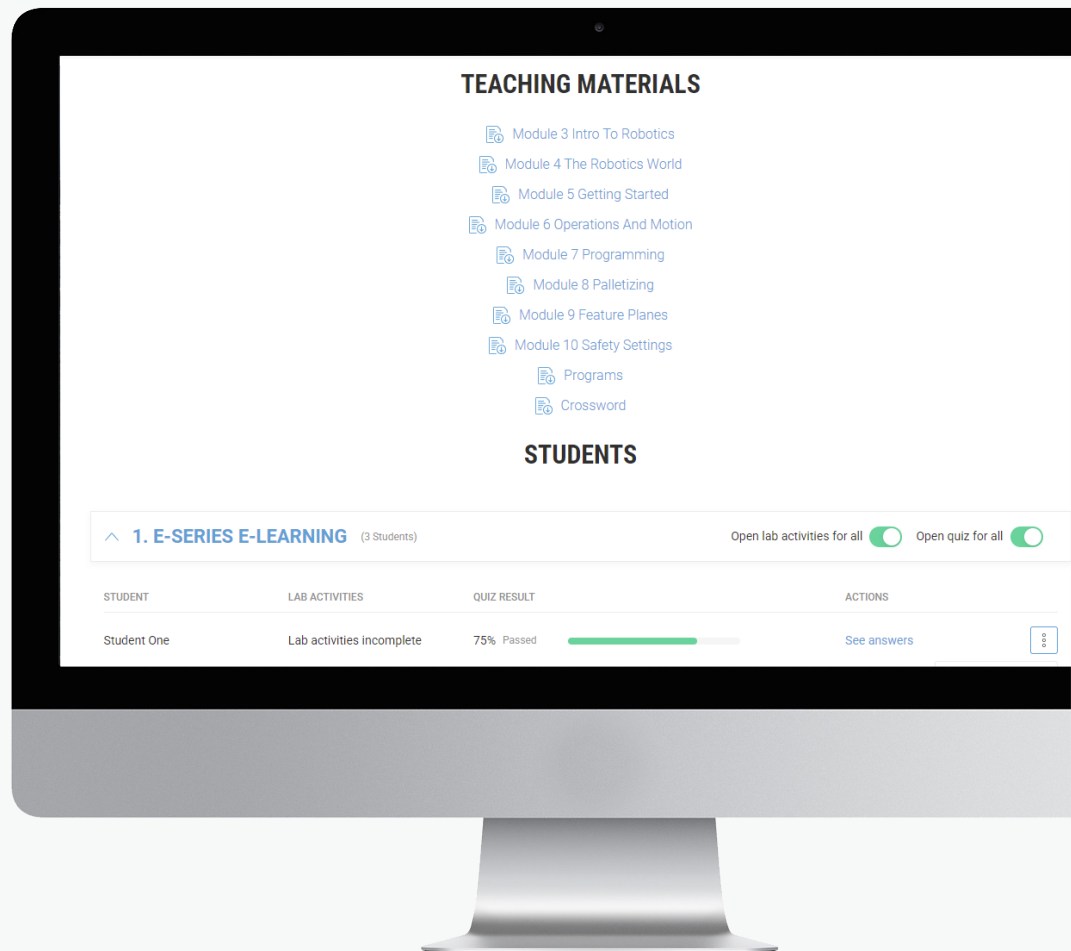 TEACHING MATERIALS
Module 3 Intro To Robotics
Module 4 The Robotics World
Module 5 Getting Started
Module 6 Operations And Motion
Module 7 Programming
Module 8 Palletizing
Module 9 Feature Planes
Module 10 Safety Settings
Programs
Crossword
STUDENTS
1. E-SERIES E-LEARNING (3 Students) Open lab activities for all Open quiz for all
STUDENT LAB ACTIVITIES QUIZ RESULT ACTIONS
Student One Lab activities incomplete 75% Passed See answers